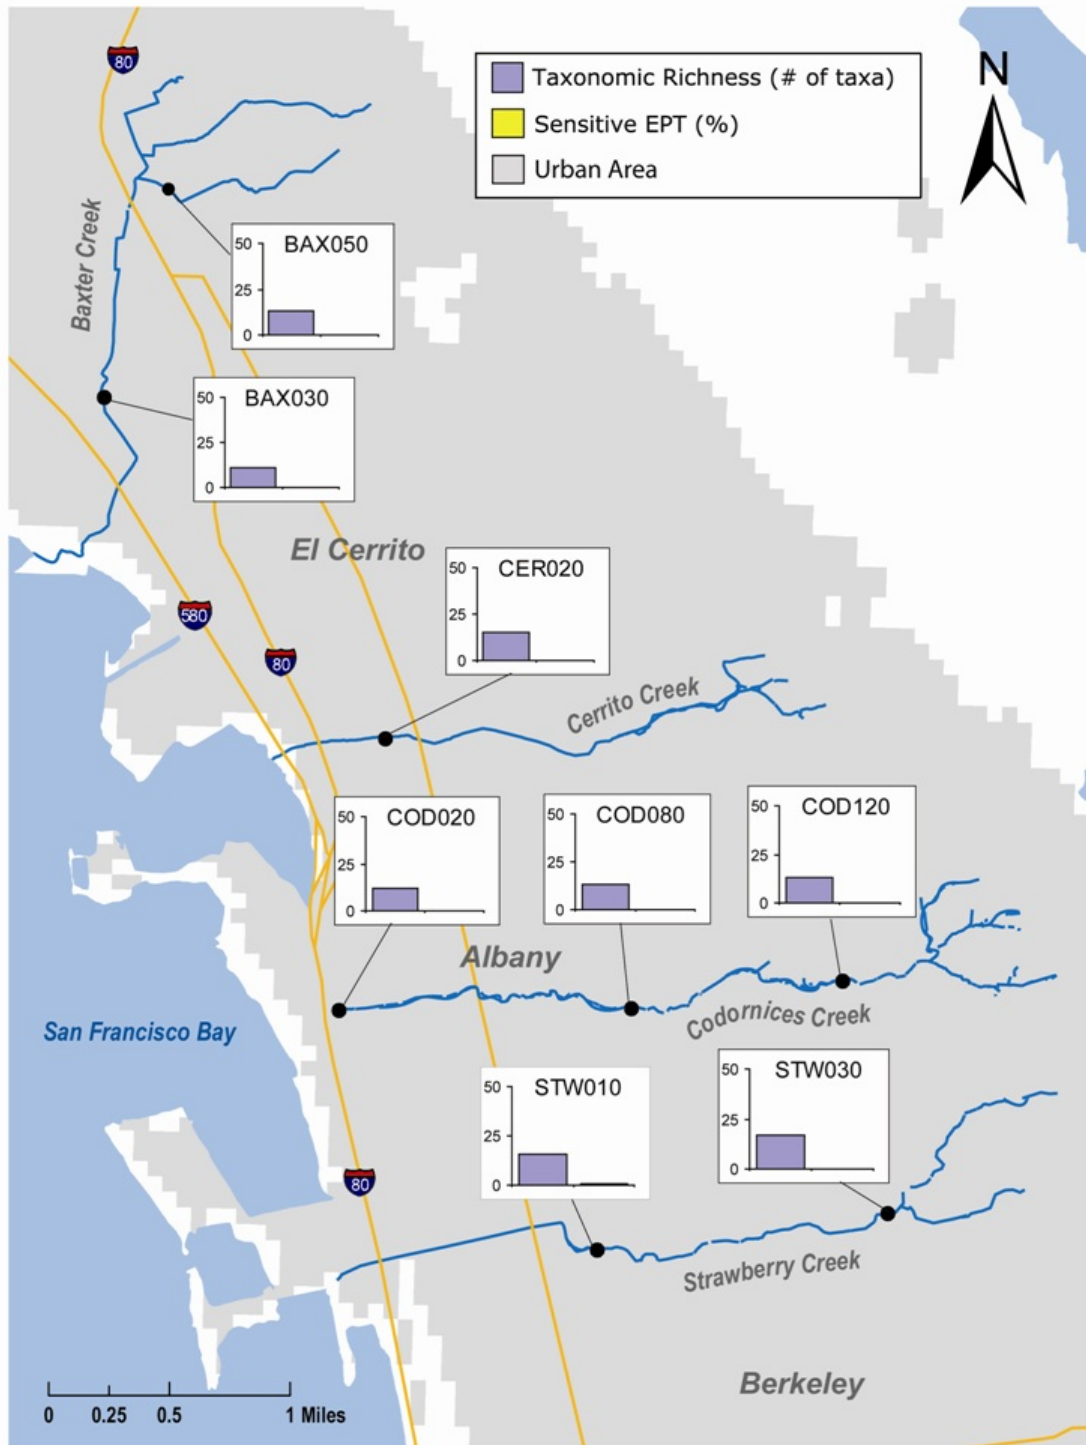 80
Taxonomic Richness (# of taxa)
Sensitive EPT (%)
Urban Area
N
Baxter Creek
BAX050
50
25
0
BAX030
50
25
0
El Cerrito
CER020
50
25
0
580
80
Cerrito Creek
COD020
50
25
0
COD080
50
25
0
COD120
50
25
0
Albany
Codornices Creek
San Francisco Bay
STW010
50
25
0
STW030
50
25
0
80
Strawberry Creek
Berkeley
0 0.25 0.5 1 Miles